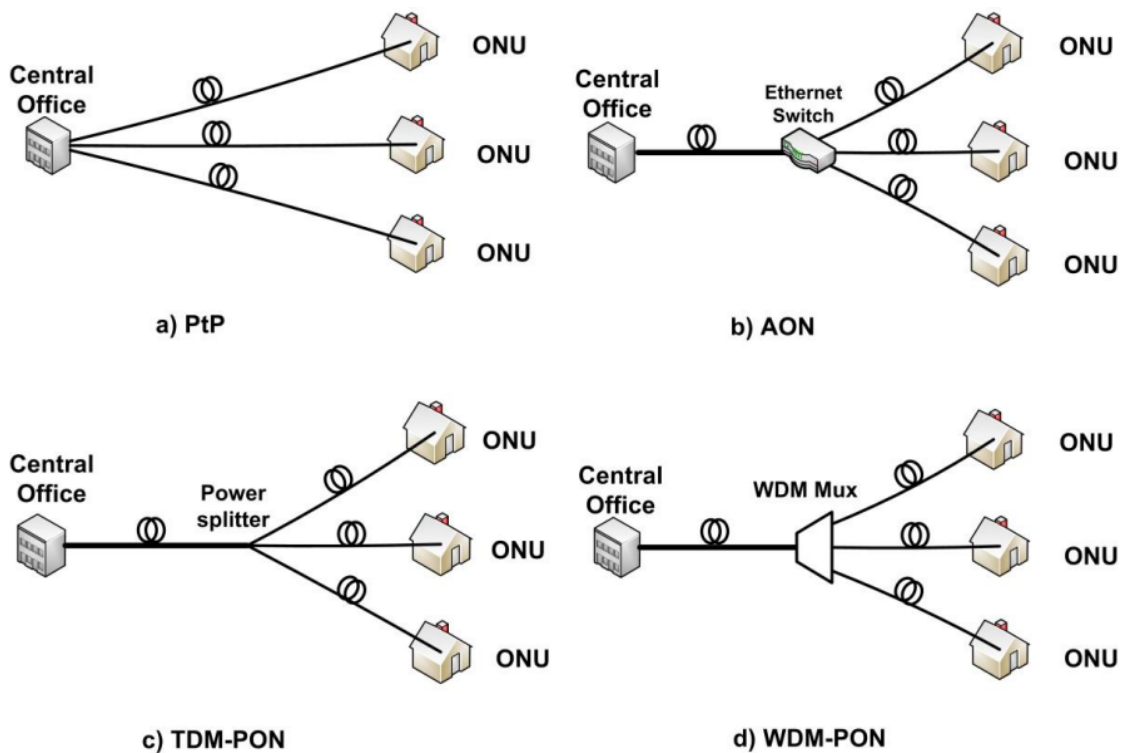 Central
Office
ONU
ONU
ONU
a) PtP
Central
Office
Ethernet
Switch
ONU
ONU
ONU
b) AON
Central
Office
Power
splitter
ONU
ONU
ONU
c) TDM-PON
Central
Office
WDM Mux
ONU
ONU
ONU
d) WDM-PON